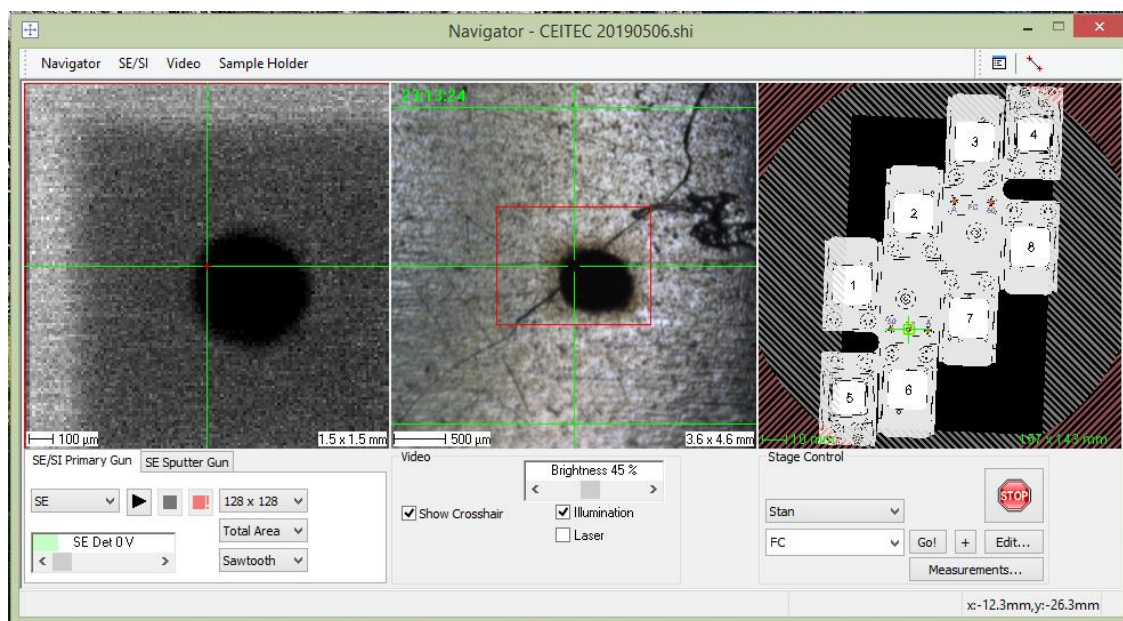 Navigator - CEITEC 20190506.shi
Navigator SE/SI Video Sample Holder
23:13:24
3
4
2
A FC
8
1
7
A
5
6
100 µm
1.5 x 1.5 mm
500 µm
3.6 x 4.6 mm
10 mm
107 x 143 mm
SE/SI Primary Gun SE Sputter Gun
SE
128 x 128
Total Area
Sawtooth
SE Det 0 V
Video
Brightness 45 %
Show Crosshair
Illumination
Laser
Stage Control
STOP
Stan
FC
Go!
+
Edit...
Measurements...
x:-12.3mm,y:-26.3mm